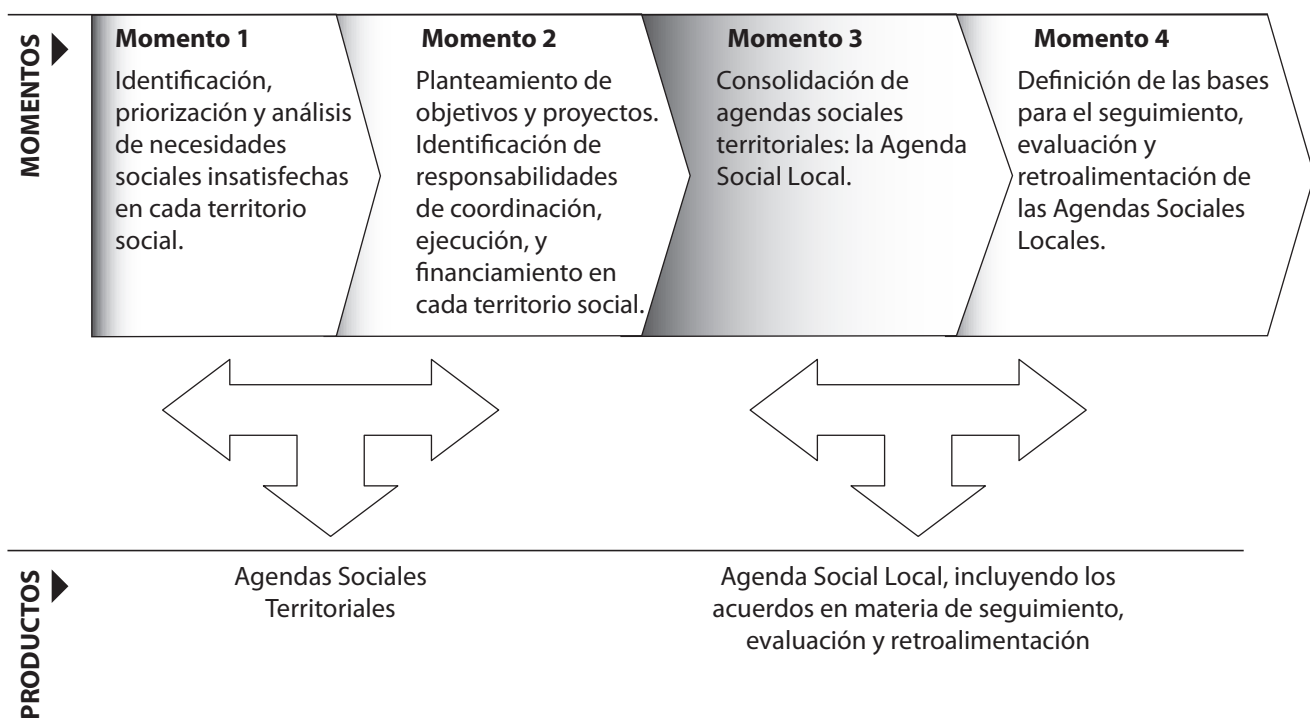 MOMENTOS
Momento 1
Identificación,
priorización y análisis
de necesidades
sociales insatisfechas
en cada territorio
social.
Momento 2
Planteamiento de
objetivos y proyectos.
Identificación de
responsabilidades
de coordinación,
ejecución, y
financiamiento en
cada territorio social.
Momento 3
Consolidación de
agendas sociales
territoriales: la Agenda
Social Local.
Momento 4
Definición de las bases
para el seguimiento,
evaluación y
retroalimentación de
las Agendas Sociales
Locales.
PRODUCTOS
Agendas Sociales
Territoriales
Agenda Social Local, incluyendo los
acuerdos en materia de seguimiento,
evaluación y retroalimentación